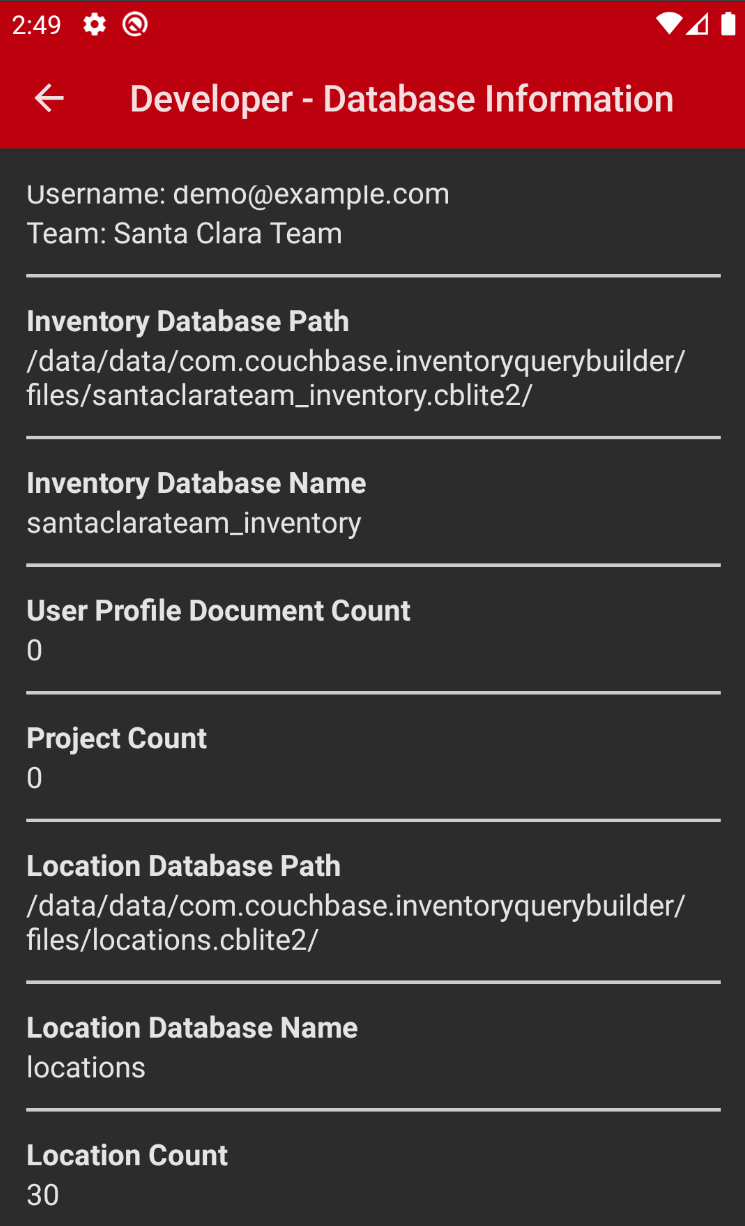 2:49
Developer - Database Information
Username: demo@example.com
Team: Santa Clara Team
Inventory Database Path
/data/data/com.couchbase.inventoryquerybuilder/
files/santaclarateam_inventory.cblite2/
Inventory Database Name
santaclarateam_inventory
User Profile Document Count
0
Project Count
0
Location Database Path
/data/data/com.couchbase.inventoryquerybuilder/
files/locations.cblite2/
Location Database Name
locations
Location Count
30